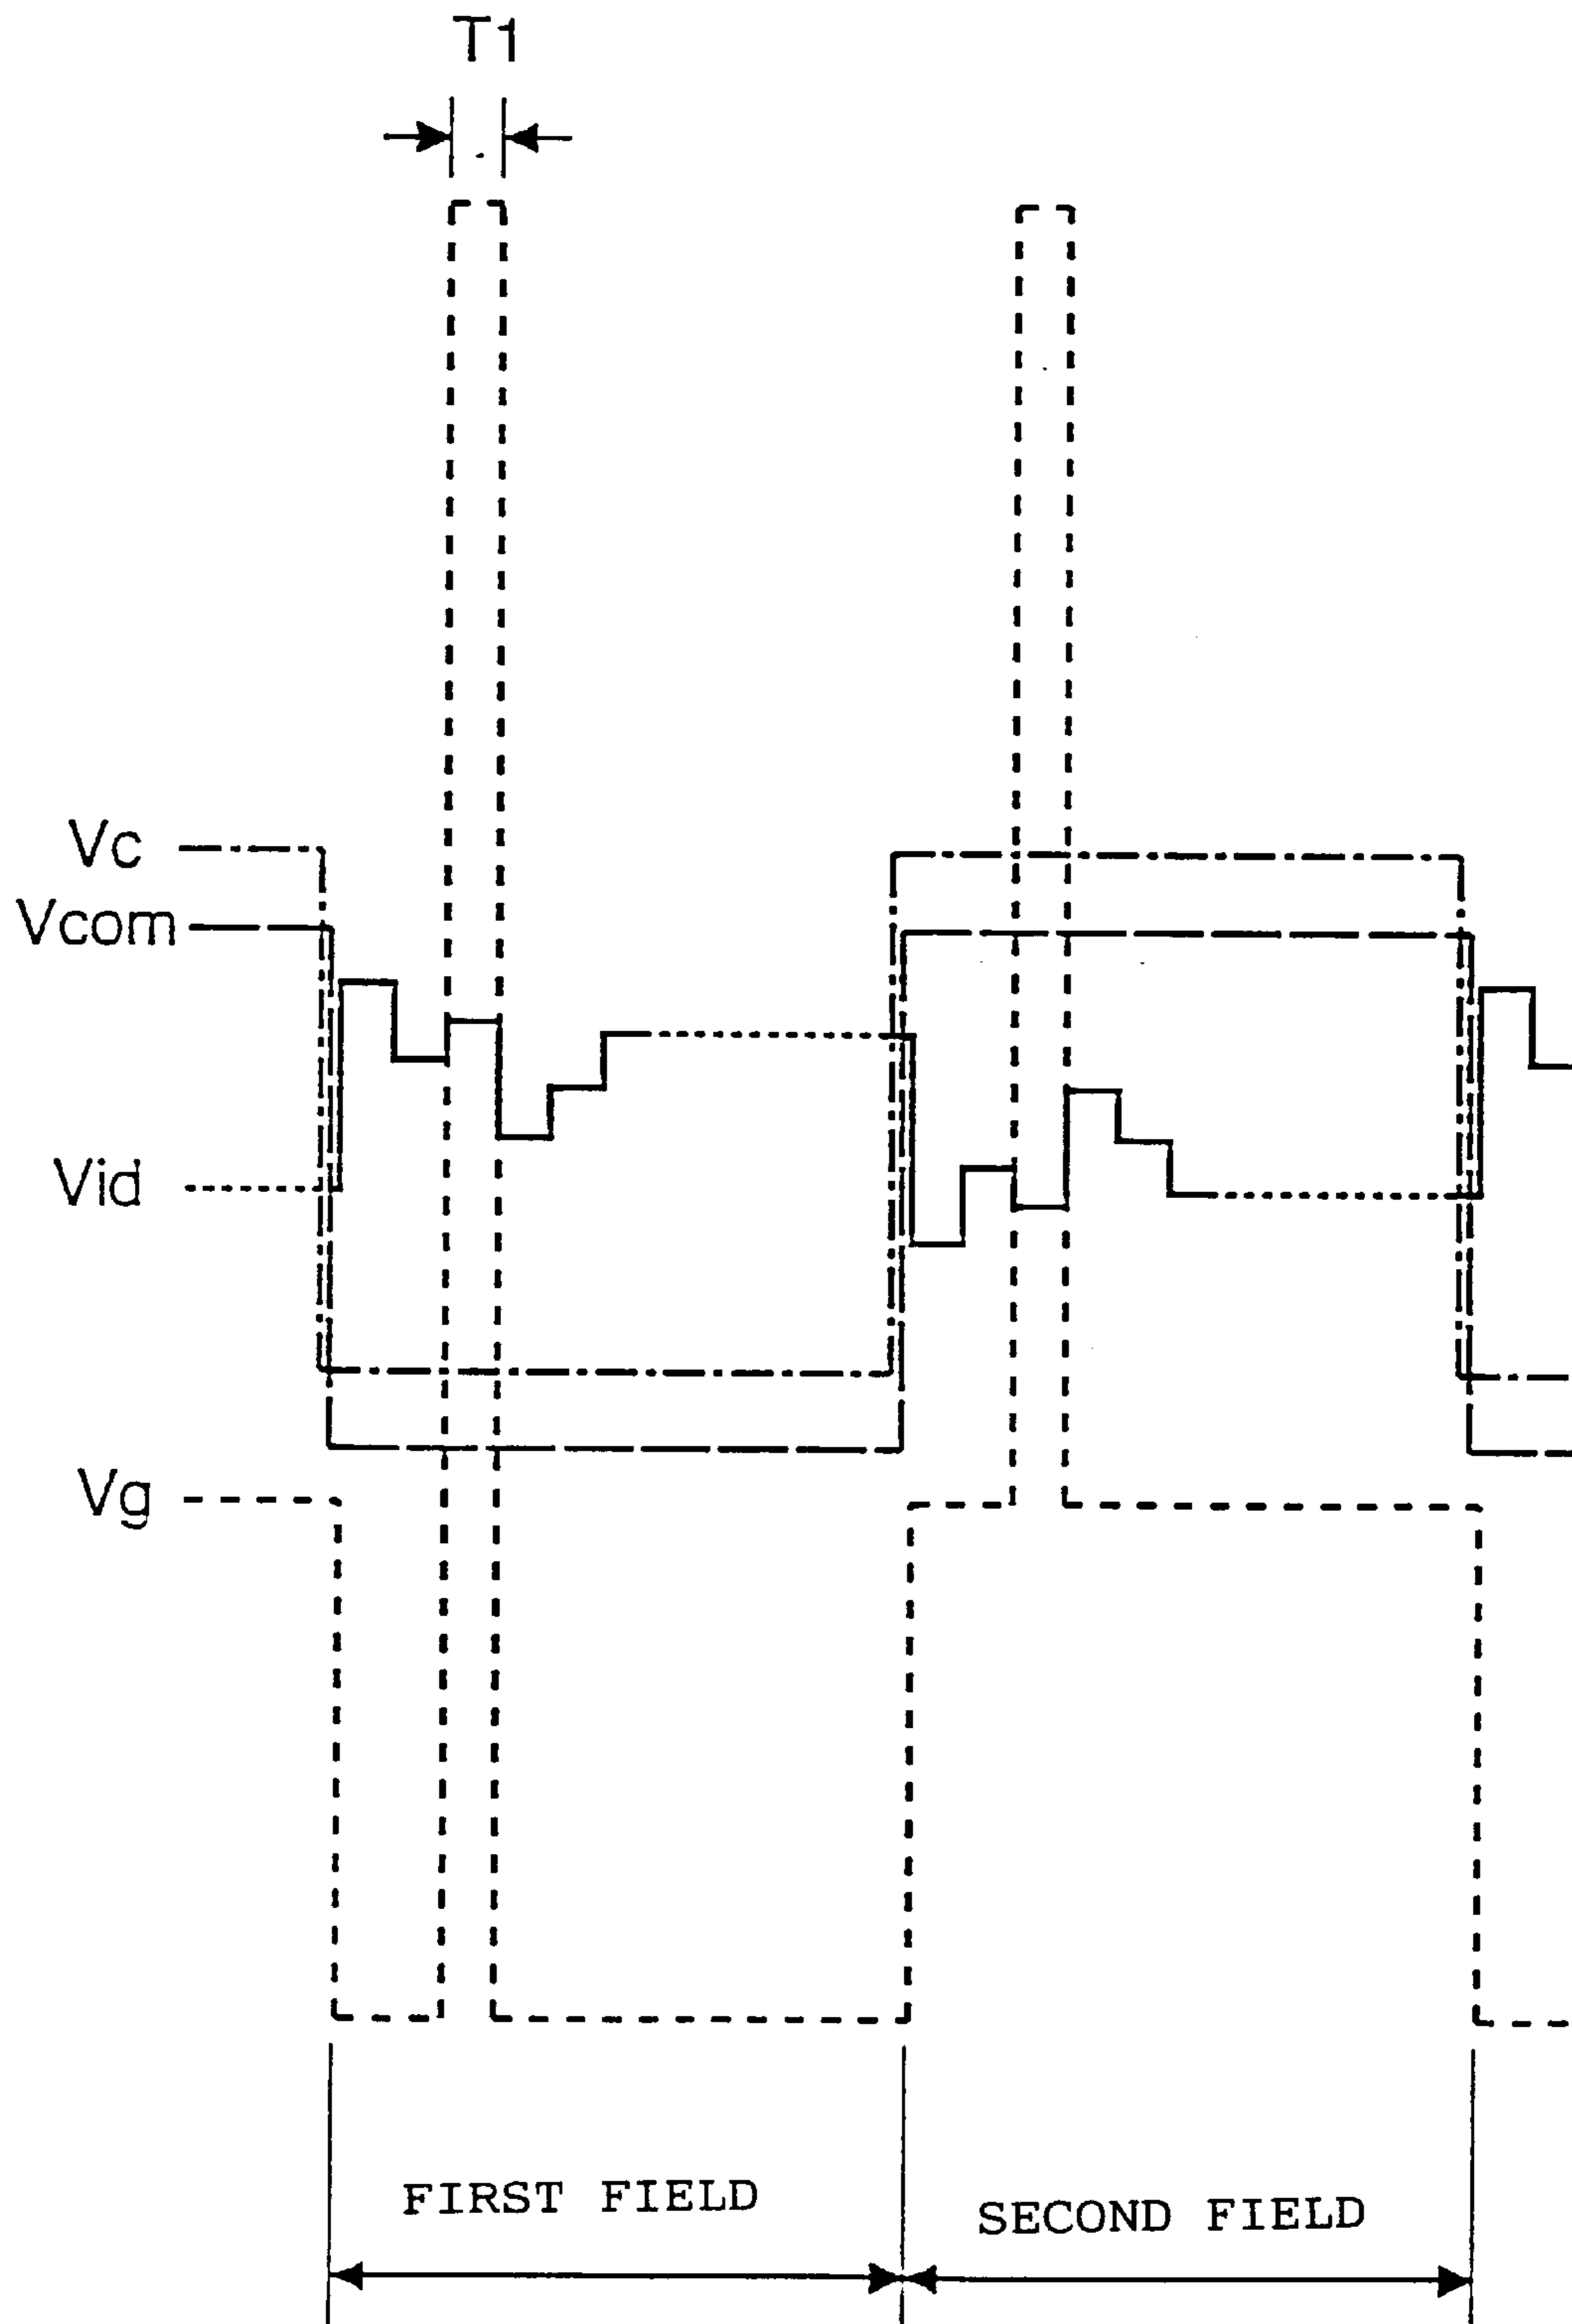 T1
Vc
Vcom
Vid
Vg
FIRST FIELD
SECOND FIELD